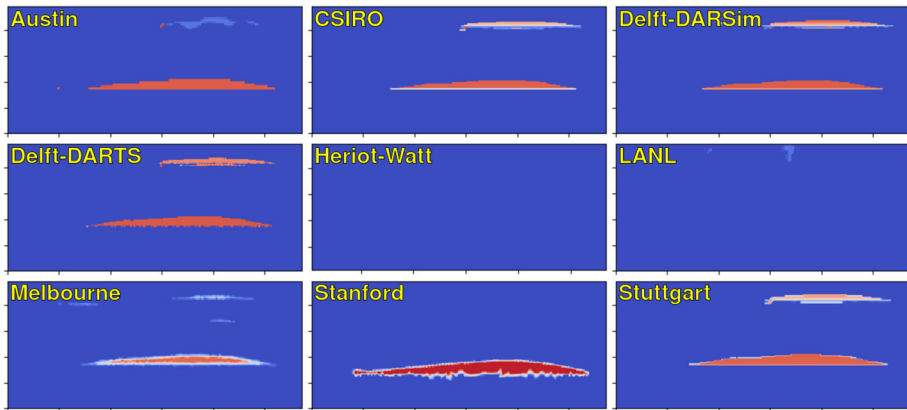 Austin
CSIRO
Delft-DARSim
Delft-DARTS
Heriot-Watt
LANL
Melbourne
Stanford
Stuttgart